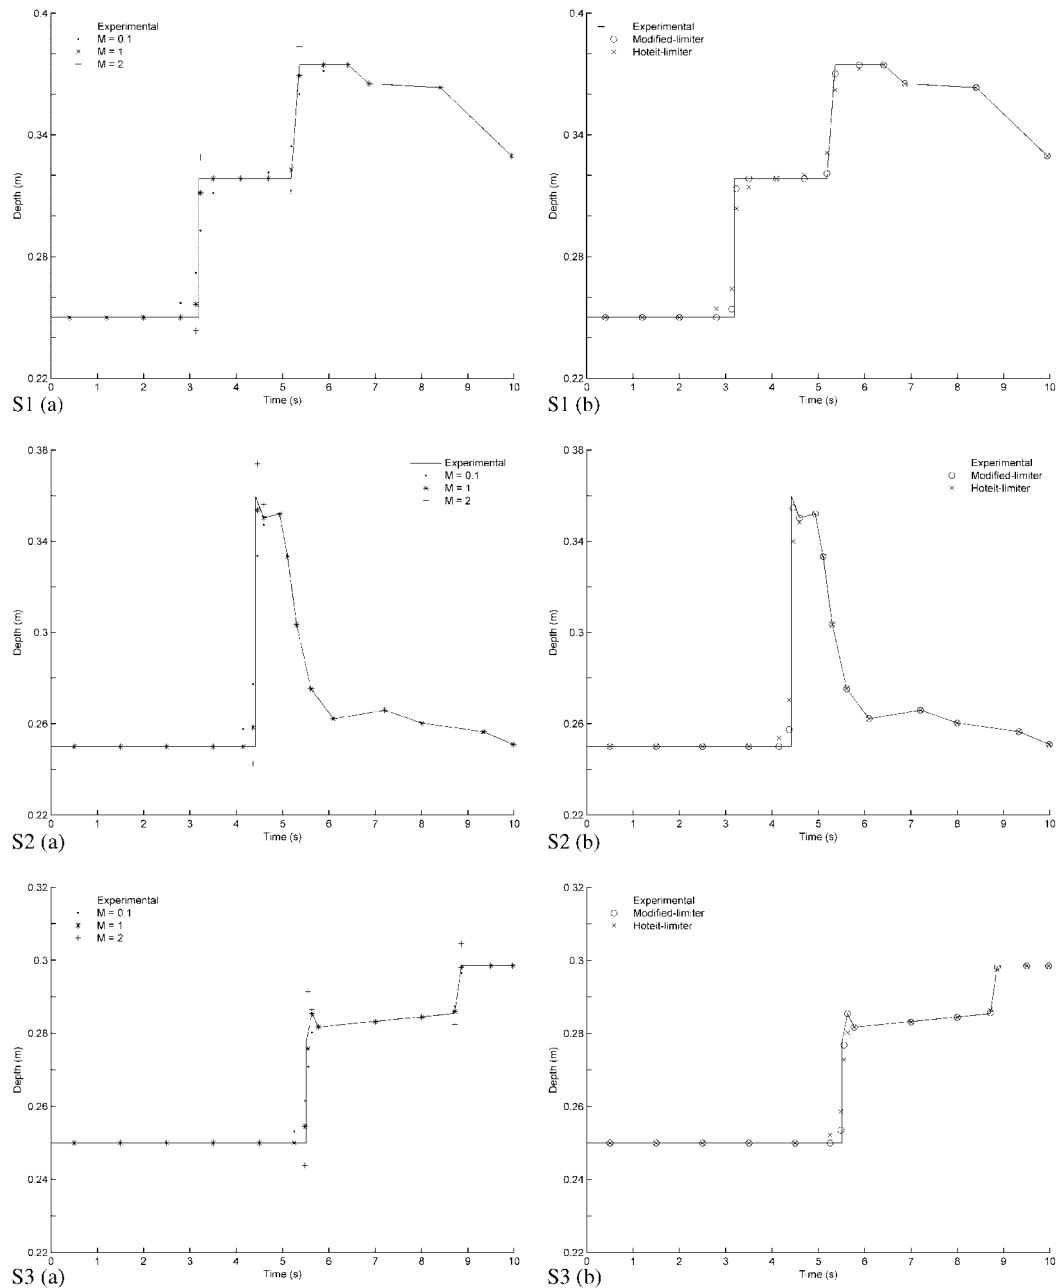 0.4
Experimental
M = 0.1
M = 1
M = 2
0.34
Depth (m)
0.28
0.22
0 1 2 3 4 5 6 7 8 9 10
Time (s)
S1 (a)
0.4
Experimental
Modified-limiter
Hoteit-limiter
0.34
Depth (m)
0.28
0.22
0 1 2 3 4 5 6 7 8 9 10
Time (s)
S1 (b)
0.38
Experimental
M = 0.1
M = 1
M = 2
0.34
Depth (m)
0.3
0.26
0.22
0 1 2 3 4 5 6 7 8 9 10
Time (s)
S2 (a)
0.38
Experimental
Modified-limiter
Hoteit-limiter
0.34
Depth (m)
0.3
0.26
0.22
0 1 2 3 4 5 6 7 8 9 10
Time (s)
S2 (b)
0.32
Experimental
M = 0.1
M = 1
M = 2
0.3
0.28
Depth (m)
0.26
0.24
0.22
0 1 2 3 4 5 6 7 8 9 10
Time (s)
S3 (a)
0.32
Experimental
Modified-limiter
Hoteit-limiter
0.3
0.28
Depth (m)
0.26
0.24
0.22
0 1 2 3 4 5 6 7 8 9 10
Time (s)
S3 (b)